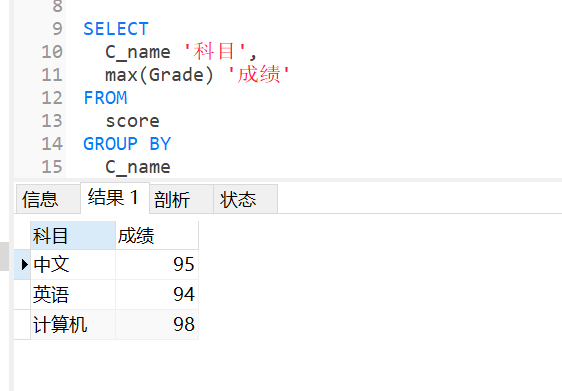 8
9 SELECT
10 C_name '科目',
11 max(Grade) '成绩'
12 FROM
13 score
14 GROUP BY
15 C_name
信息 结果 1 剖析 状态
科目 成绩
中文 95
英语 94
计算机 98